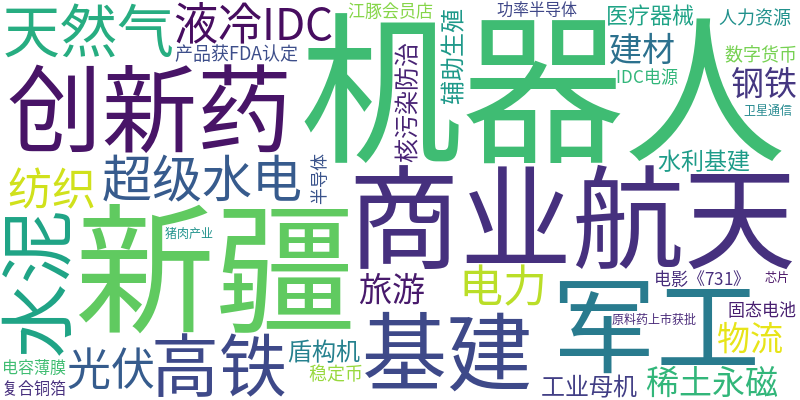 天然气
液冷IDC
江豚会员店
功率半导体
医疗器械
人力资源
产品获FDA认定
辅助生殖
核污染防治
建材
数字货币
IDC电源
钢铁
卫星通信
创新药
机器人
纺织
超级水电
半导体
水利基建
商业航天
水泥
新疆
猪肉产业
旅游
电力
电影《731》
芯片
固态电池
军工
原料药上市获批
物流
基建
高铁
光伏
盾构机
稳定币
电容薄膜
复合铜箔
工业母机
稀土永磁